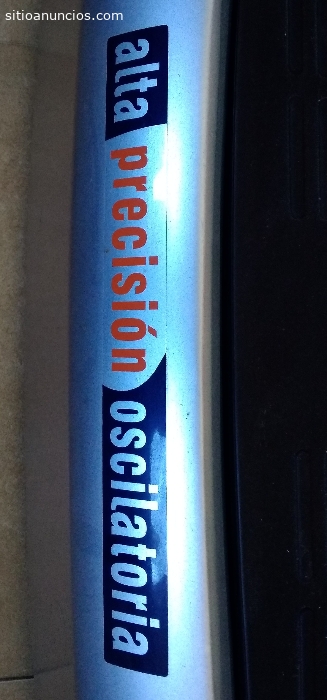 sitioanuncios.com
alta precisión oscilatoria